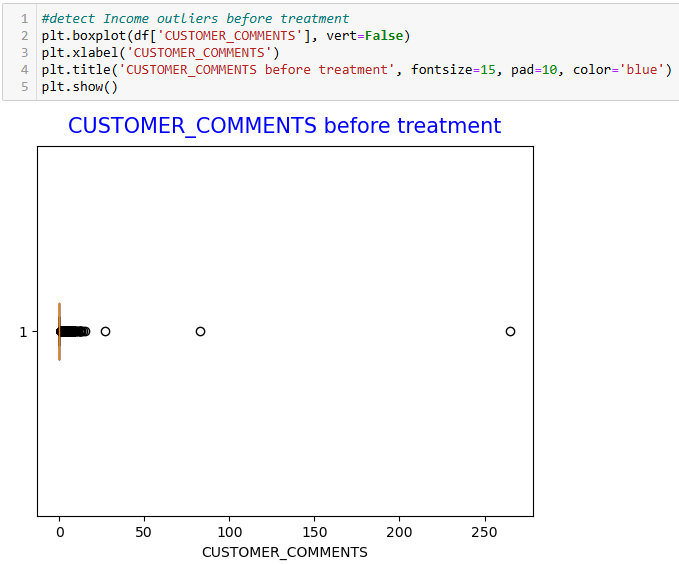 1 #detect Income outliers before treatment
2 plt.boxplot(df['CUSTOMER_COMMENTS'], vert=False)
3 plt.xlabel('CUSTOMER_COMMENTS')
4 plt.title('CUSTOMER_COMMENTS before treatment', fontsize=15, pad=10, color='blue')
5 plt.show()
CUSTOMER_COMMENTS before treatment
1
0 50 100 150 200 250
CUSTOMER_COMMENTS